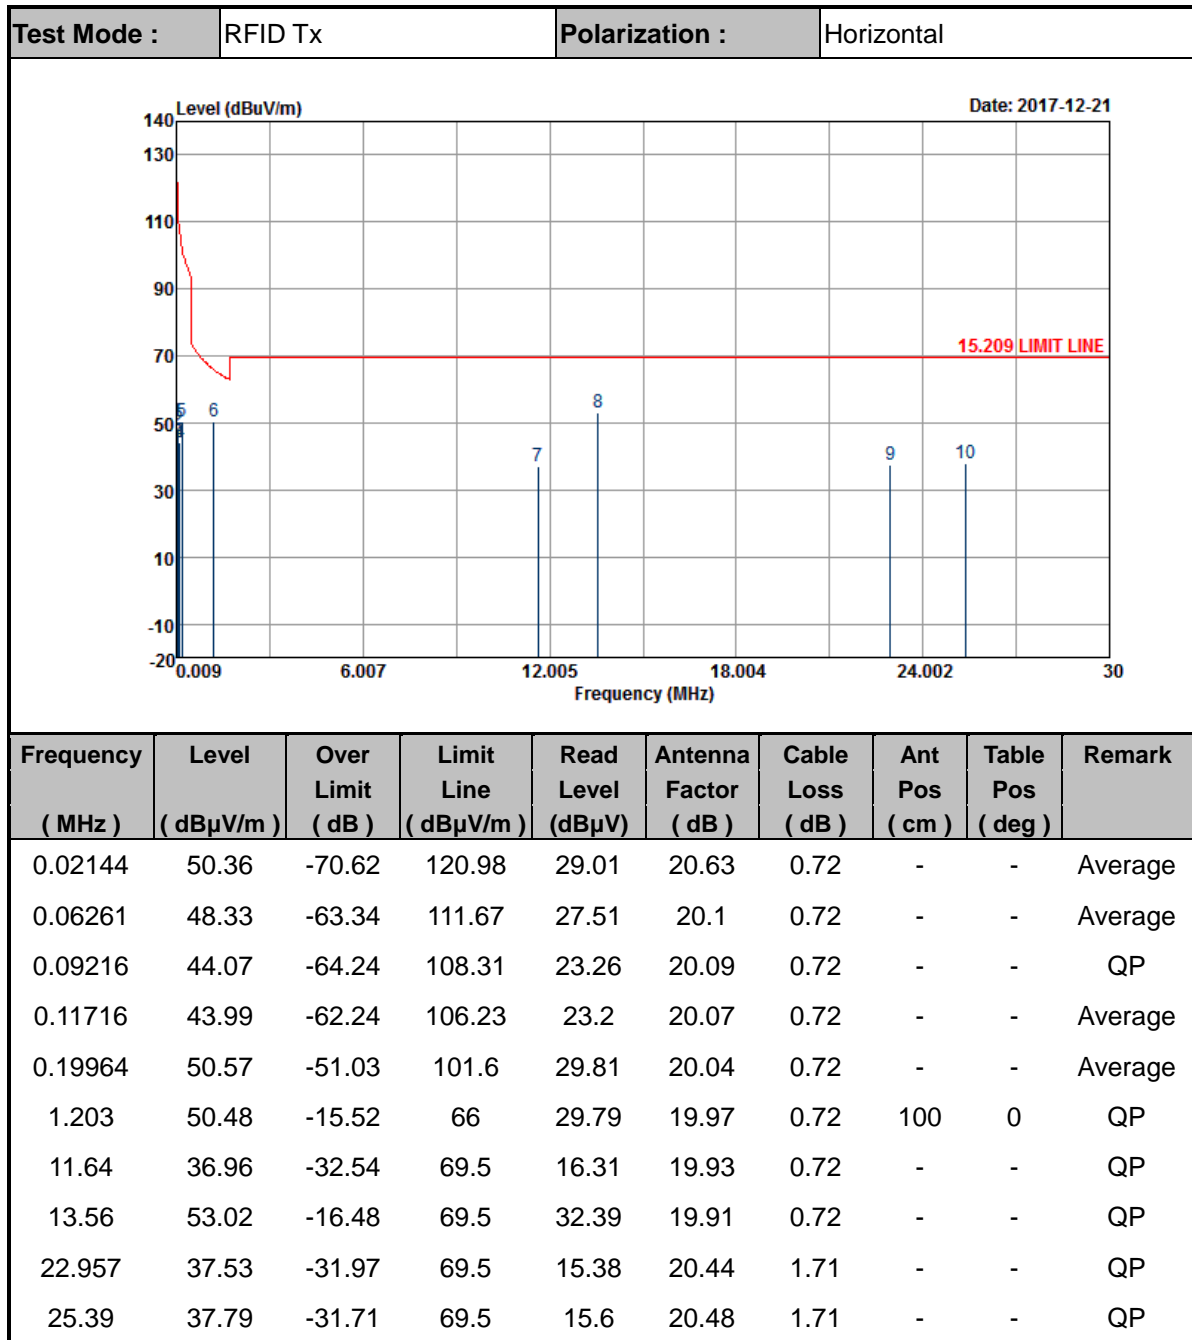 Test Mode : RFID Tx Polarization : Horizontal
Level (dBuV/m) Date: 2017-12-21
140
130
110
90
70
50
30
10
-10
-20
15.209 LIMIT LINE
5 6
4
7
8
9
10
0.009 6.007 12.005 18.004 24.002 30
Frequency (MHz)
Frequency Level Over Limit Read Antenna Cable Ant Table Remark
Limit Line Level Factor Loss Pos Pos
( MHz ) ( dBµV/m ) ( dB ) ( dBµV/m ) (dBµV) ( dB ) ( dB ) ( cm ) ( deg )
0.02144 50.36 -70.62 120.98 29.01 20.63 0.72 - - Average
0.06261 48.33 -63.34 111.67 27.51 20.1 0.72 - - Average
0.09216 44.07 -64.24 108.31 23.26 20.09 0.72 - - QP
0.11716 43.99 -62.24 106.23 23.2 20.07 0.72 - - Average
0.19964 50.57 -51.03 101.6 29.81 20.04 0.72 - - Average
1.203 50.48 -15.52 66 29.79 19.97 0.72 100 0 QP
11.64 36.96 -32.54 69.5 16.31 19.93 0.72 - - QP
13.56 53.02 -16.48 69.5 32.39 19.91 0.72 - - QP
22.957 37.53 -31.97 69.5 15.38 20.44 1.71 - - QP
25.39 37.79 -31.71 69.5 15.6 20.48 1.71 - - QP